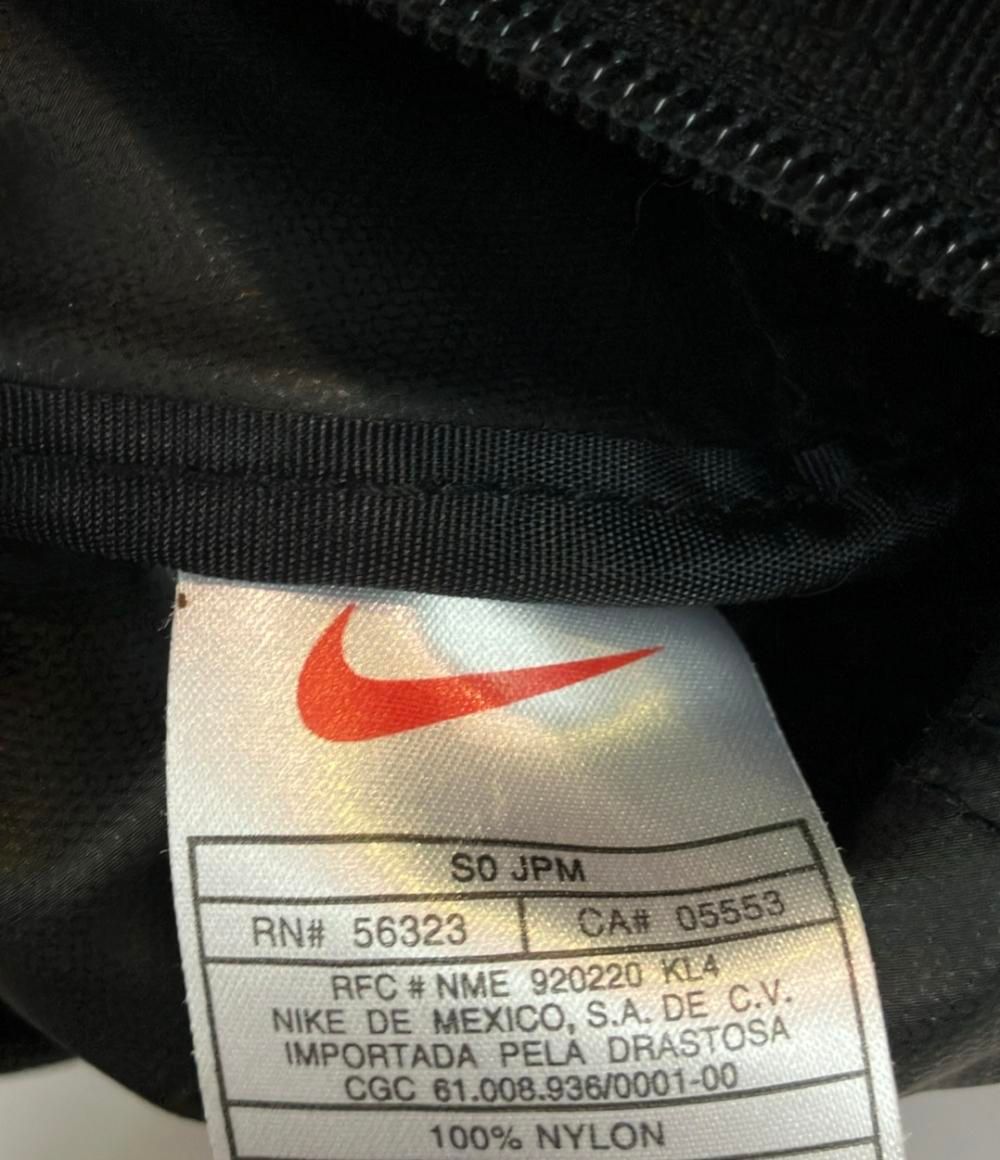 SO JPM
RN# 56323 CA# 05553
RFC # NME 920220 KL4
NIKE DE MEXICO, S.A. DE C.V.
IMPORTADA PELA DRASTOSA
CGC 61.008.936/0001-00
100% NYLON